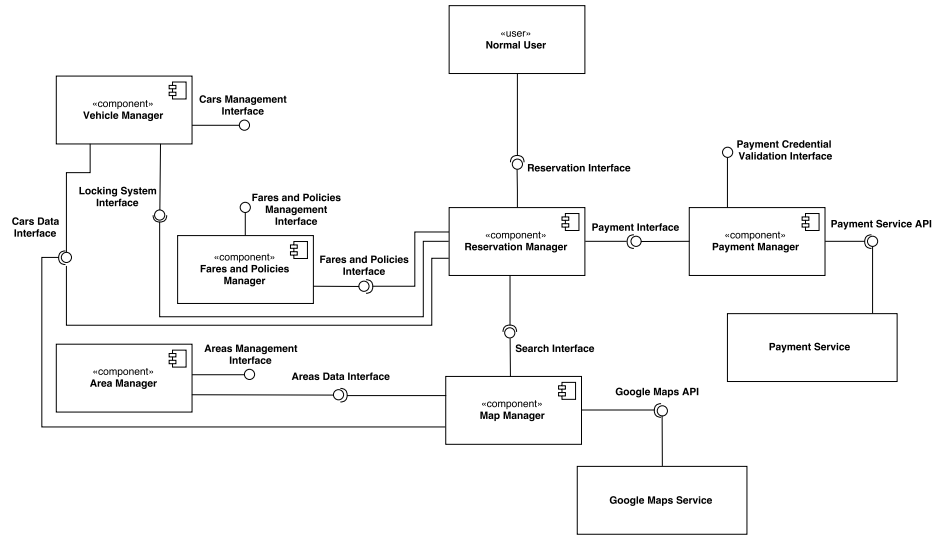 «user»
Normal User
«component»
Vehicle Manager
Cars Management
Interface
Payment Credential
Validation Interface
Reservation Interface
Locking System
Interface
Fares and Policies
Management
Interface
Cars Data
Interface
«component»
Reservation Manager
Payment Interface
«component»
Payment Manager
Payment Service API
«component»
Fares and Policies
Manager
Fares and Policies
Interface
Payment Service
Search Interface
Areas Management
Interface
«component»
Area Manager
Areas Data Interface
«component»
Map Manager
Google Maps API
Google Maps Service